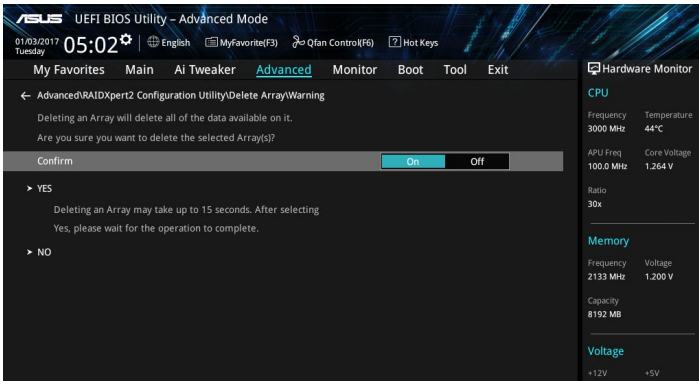 ASUS UEFI BIOS Utility – Advanced Mode
01/03/2017 Tuesday 05:02 English MyFavorite(F3) Qfan Control(F6) ? Hot Keys
My Favorites Main Ai Tweaker Advanced Monitor Boot Tool Exit
← Advanced\RAIDXpert2 Configuration Utility\Delete Array\Warning
Deleting an Array will delete all of the data available on it.
Are you sure you want to delete the selected Array(s)?
Confirm On Off
> YES
Deleting an Array may take up to 15 seconds. After selecting
Yes, please wait for the operation to complete.
> NO
Hardware Monitor
CPU
Frequency Temperature
3000 MHz 44°C
APU Freq Core Voltage
100.0 MHz 1.264 V
Ratio
30x
Memory
Frequency Voltage
2133 MHz 1.200 V
Capacity
8192 MB
Voltage
+12V +5V